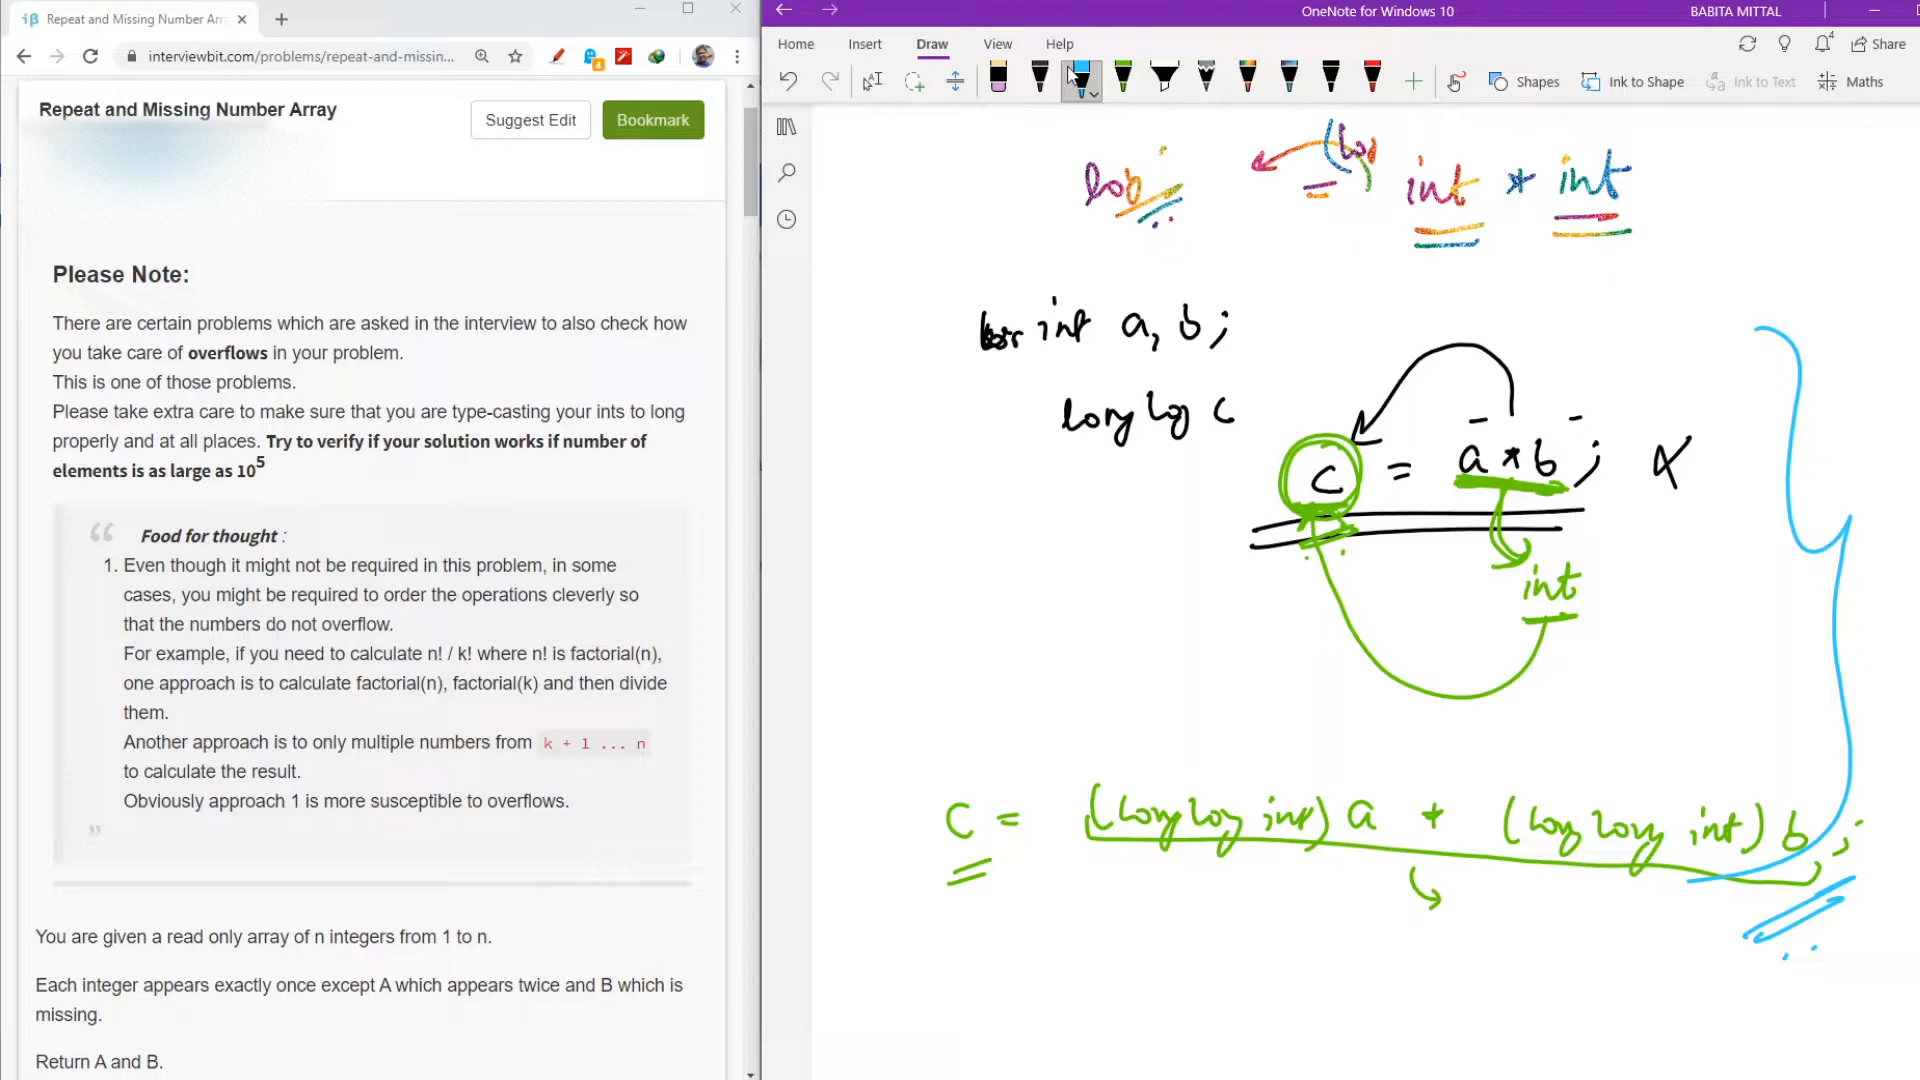 Repeat and Missing Number Arr
interviewbit.com/problems/repeat-and-missin...
Repeat and Missing Number Array
Suggest Edit
Bookmark
Please Note:
There are certain problems which are asked in the interview to also check how
you take care of overflows in your problem.
This is one of those problems.
Please take extra care to make sure that you are type-casting your ints to long
properly and at all places. Try to verify if your solution works if number of
elements is as large as 10^5
Food for thought :
1. Even though it might not be required in this problem, in some
cases, you might be required to order the operations cleverly so
that the numbers do not overflow.
For example, if you need to calculate n! / k! where n! is factorial(n),
one approach is to calculate factorial(n), factorial(k) and then divide
them.
Another approach is to only multiple numbers from k + 1 ... n
to calculate the result.
Obviously approach 1 is more susceptible to overflows.
You are given a read only array of n integers from 1 to n.
Each integer appears exactly once except A which appears twice and B which is
missing.
Return A and B.
OneNote for Windows 10
BABITA MITTAL
Home Insert Draw View Help
4
Share
Shapes
Ink to Shape
Ink to Text
Maths
int * int
int a, b;
long long c
c = a * b;
int
C = (long long int) a * (long long int) b;